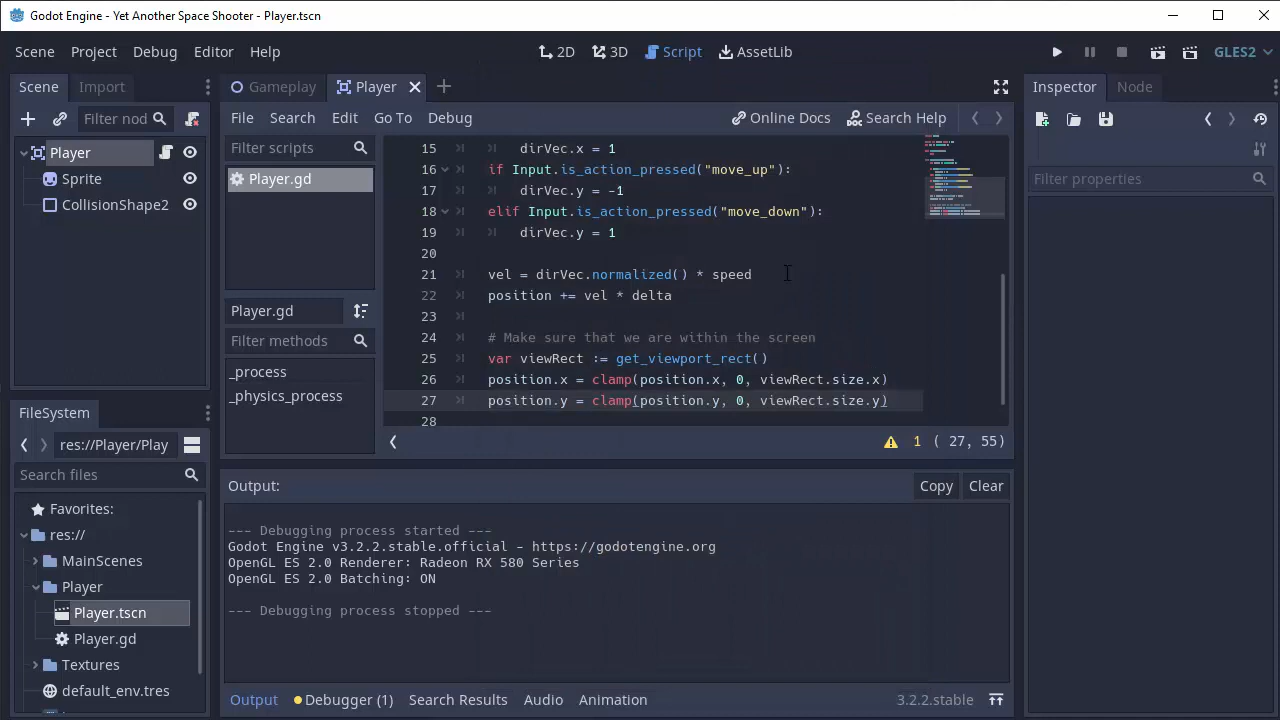 Godot Engine - Yet Another Space Shooter - Player.tscn
Scene Project Debug Editor Help
2D 3D Script AssetLib
GLES2
Scene Import
Filter nod
Player
Sprite
CollisionShape2
FileSystem
res://Player/Play
Search files
Favorites:
res://
MainScenes
Player
Player.tscn
Player.gd
Textures
default_env.tres
Gameplay Player
File Search Edit Go To Debug
Online Docs Search Help
Filter scripts
Player.gd
Player.gd
Filter methods
_process
_physics_process
15 dirVec.x = 1
16 if Input.is_action_pressed("move_up"):
17 dirVec.y = -1
18 elif Input.is_action_pressed("move_down"):
19 dirVec.y = 1
20
21 vel = dirVec.normalized() * speed
22 position += vel * delta
23
24 # Make sure that we are within the screen
25 var viewRect := get_viewport_rect()
26 position.x = clamp(position.x, 0, viewRect.size.x)
27 position.y = clamp(position.y, 0, viewRect.size.y)
28
1 ( 27, 55)
Output:
Copy Clear
--- Debugging process started ---
Godot Engine v3.2.2.stable.official - https://godotengine.org
OpenGL ES 2.0 Renderer: Radeon RX 580 Series
OpenGL ES 2.0 Batching: ON
--- Debugging process stopped ---
Output Debugger (1) Search Results Audio Animation
3.2.2.stable
Inspector Node
Filter properties